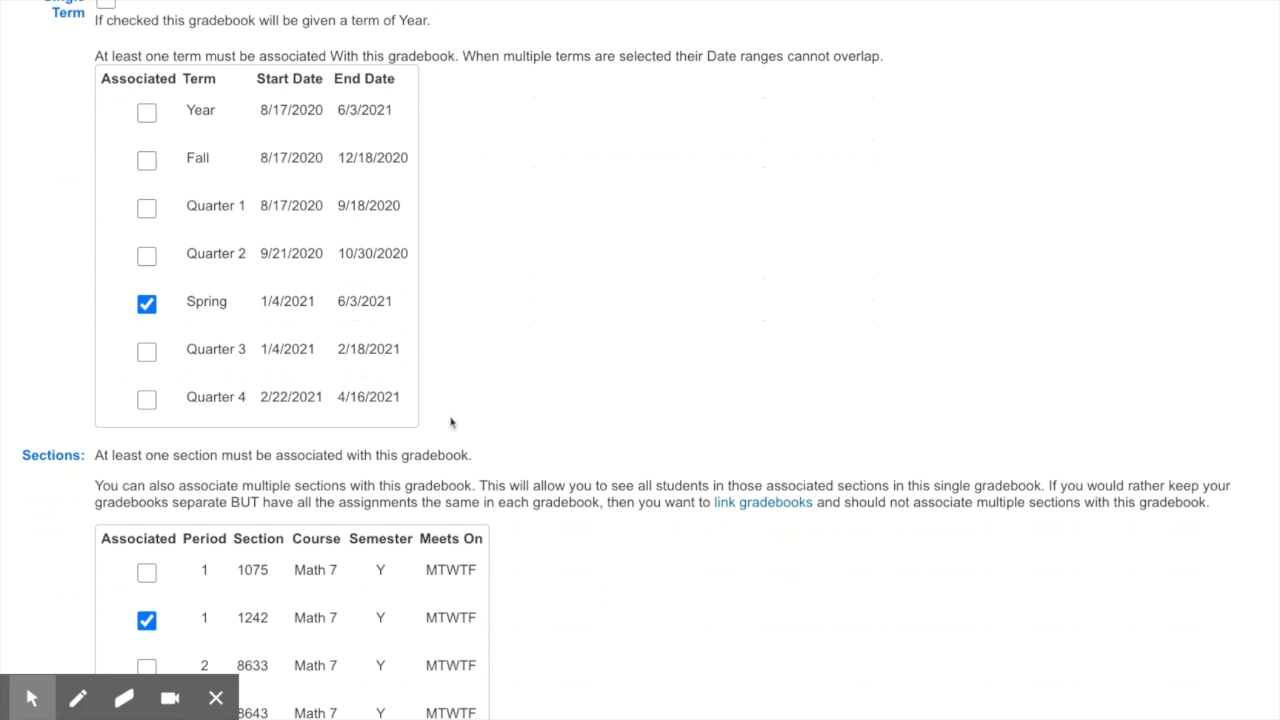 Single
Term
If checked this gradebook will be given a term of Year.
At least one term must be associated With this gradebook. When multiple terms are selected their Date ranges cannot overlap.
Associated Term Start Date End Date
Year 8/17/2020 6/3/2021
Fall 8/17/2020 12/18/2020
Quarter 1 8/17/2020 9/18/2020
Quarter 2 9/21/2020 10/30/2020
Spring 1/4/2021 6/3/2021
Quarter 3 1/4/2021 2/18/2021
Quarter 4 2/22/2021 4/16/2021
Sections: At least one section must be associated with this gradebook.
You can also associate multiple sections with this gradebook. This will allow you to see all students in those associated sections in this single gradebook. If you would rather keep your
gradebooks separate BUT have all the assignments the same in each gradebook, then you want to link gradebooks and should not associate multiple sections with this gradebook.
Associated Period Section Course Semester Meets On
1 1075 Math 7 Y MTWTF
1 1242 Math 7 Y MTWTF
2 8633 Math 7 Y MTWTF
8643 Math 7 Y MTWTF